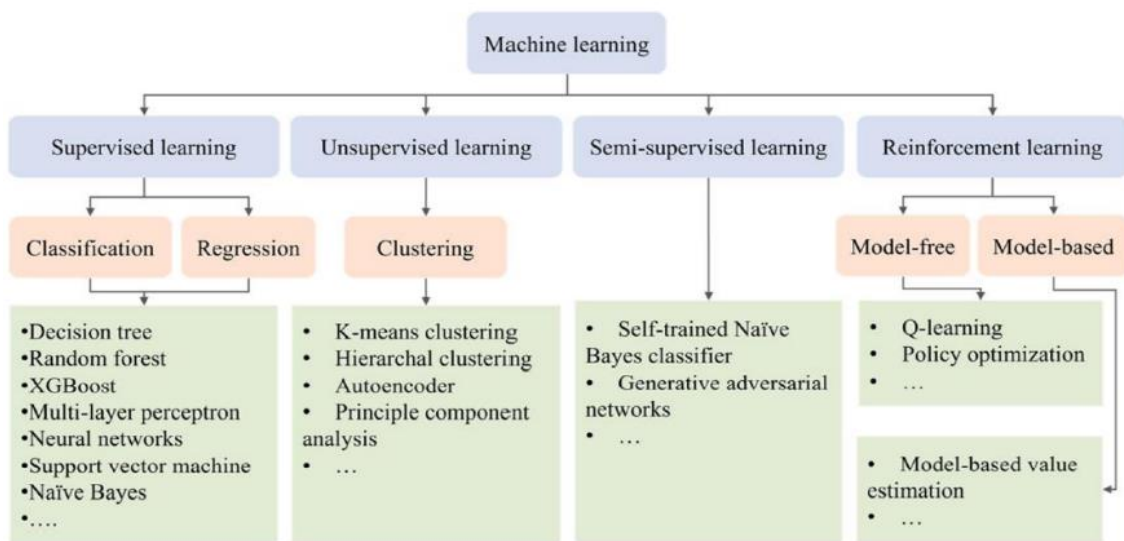 Machine learning
Supervised learning
Unsupervised learning
Semi-supervised learning
Reinforcement learning
Classification
Regression
Clustering
Model-free
Model-based
•Decision tree
•Random forest
•XGBoost
•Multi-layer perceptron
•Neural networks
•Support vector machine
•Naïve Bayes
•….
• K-means clustering
• Hierarchal clustering
• Autoencoder
• Principle component
analysis
• …
• Self-trained Naïve
Bayes classifier
• Generative adversarial
networks
• …
• Q-learning
• Policy optimization
• …
• Model-based value
estimation
• …